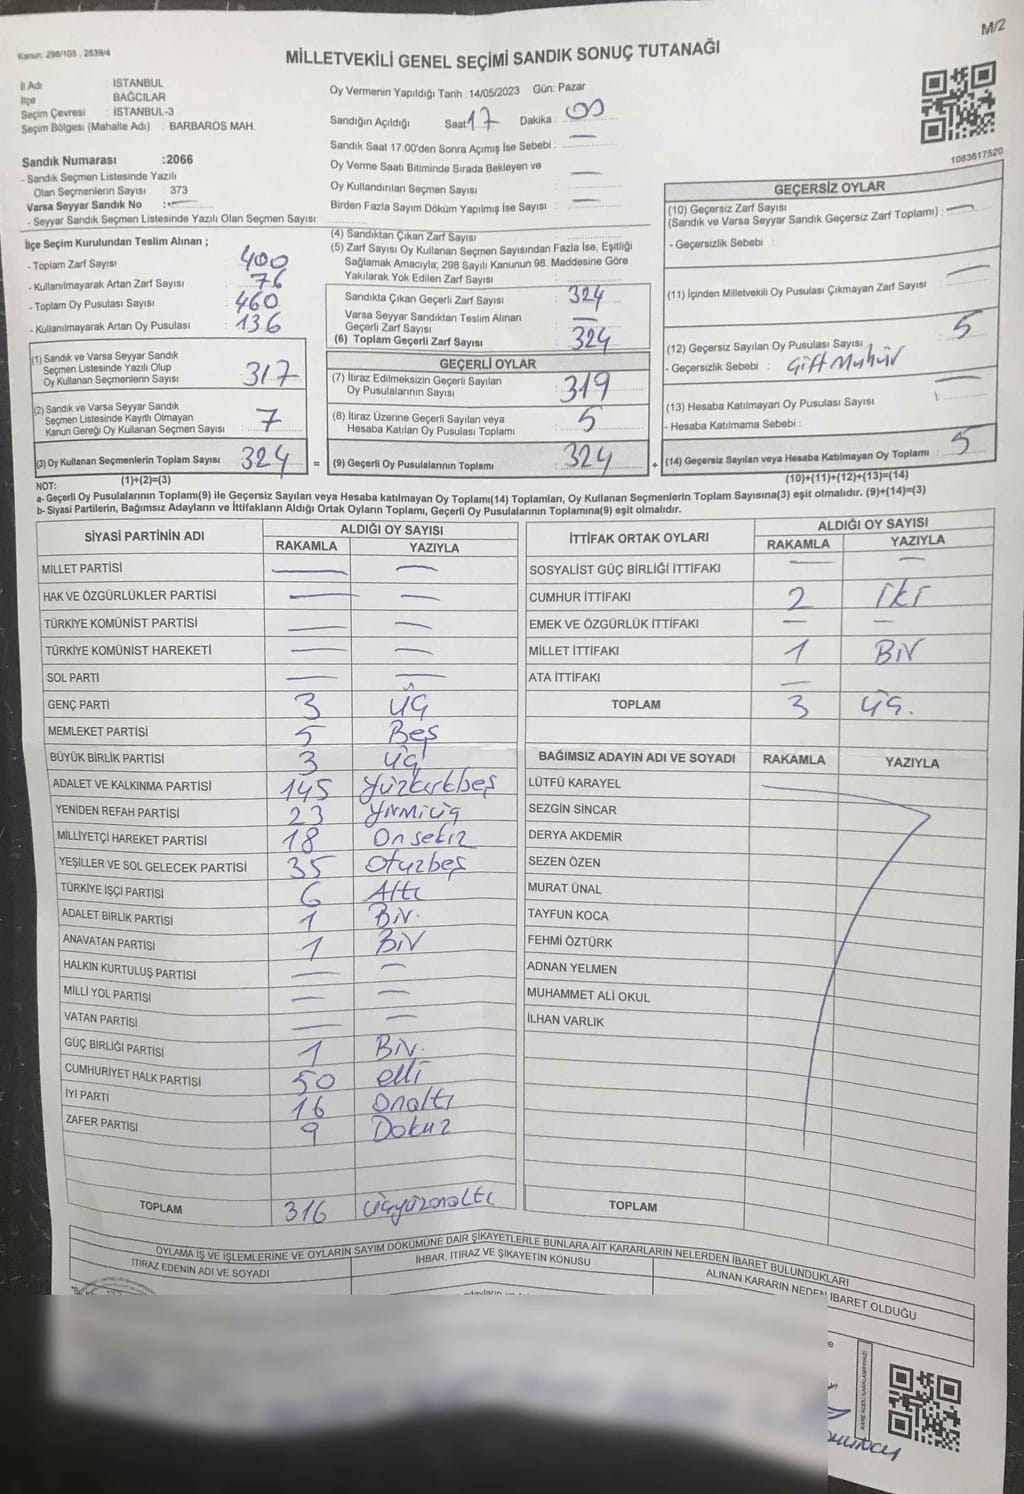 M/2
Kanun: 298/105 , 2839/4
MİLLETVEKİLİ GENEL SEÇİMİ SANDIK SONUÇ TUTANAĞI
İl Adı : İSTANBUL
İlçe : BAĞCILAR
Seçim Çevresi : İSTANBUL-3
Seçim Bölgesi (Mahalle Adı) : BARBAROS MAH.
Sandık Numarası :2066
- Sandık Seçmen Listesinde Yazılı
Olan Seçmenlerin Sayısı : 373
Varsa Seyyar Sandık No : —
- Seyyar Sandık Seçmen Listesinde Yazılı Olan Seçmen Sayısı:
Oy Vermenin Yapıldığı Tarih :14/05/2023 Gün: Pazar
Sandığın Açıldığı Saat: 17 Dakika : 00
Sandık Saat 17:00'den Sonra Açımış İse Sebebi : —
Oy Verme Saati Bitiminde Sırada Bekleyen ve
Oy Kullandırılan Seçmen Sayısı : —
Birden Fazla Sayım Döküm Yapılmış İse Sayısı : —
1083617520
İlçe Seçim Kurulundan Teslim Alınan ;
- Toplam Zarf Sayısı : 400
- Kullanılmayarak Artan Zarf Sayısı : 76
- Toplam Oy Pusulası Sayısı : 460
- Kullanılmayarak Artan Oy Pusulası : 136
(1) Sandık ve Varsa Seyyar Sandık
Seçmen Listesinde Yazılı Olup
Oy Kullanan Seçmenlerin Sayısı : 317
(2) Sandık ve Varsa Seyyar Sandık
Seçmen Listesinde Kayıtlı Olmayan
Kanun Gereği Oy Kullanan Seçmen Sayısı : 7
(3) Oy Kullanan Seçmenlerin Toplam Sayısı : 324
(1)+(2)=(3)
(4) Sandıktan Çıkan Zarf Sayısı :
(5) Zarf Sayısı Oy Kullanan Seçmen Sayısından Fazla İse, Eşitliği
Sağlamak Amacıyla; 298 Sayılı Kanunun 98. Maddesine Göre
Yakılarak Yok Edilen Zarf Sayısı :
Sandıkta Çıkan Geçerli Zarf Sayısı : 324
Varsa Seyyar Sandıktan Teslim Alınan
Geçerli Zarf Sayısı : —
(6) Toplam Geçerli Zarf Sayısı : 324
GEÇERLİ OYLAR
(7) İtiraz Edilmeksizin Geçerli Sayılan
Oy Pusulalarının Sayısı : 319
(8) İtiraz Üzerine Geçerli Sayılan veya
Hesaba Katılan Oy Pusulası Toplamı : 5
= (9) Geçerli Oy Pusulalarının Toplamı : 324
GEÇERSİZ OYLAR
(10) Geçersiz Zarf Sayısı
(Sandık ve Varsa Seyyar Sandık Geçersiz Zarf Toplamı) : —
- Geçersizlik Sebebi :
(11) İçinden Milletvekili Oy Pusulası Çıkmayan Zarf Sayısı : —
(12) Geçersiz Sayılan Oy Pusulası Sayısı : 5
- Geçersizlik Sebebi : Çift Mühür
(13) Hesaba Katılmayan Oy Pusulası Sayısı : —
- Hesaba Katılmama Sebebi :
+ (14) Geçersiz Sayılan veya Hesaba Katılmayan Oy Toplamı : 5
(10)+(11)+(12)+(13)=(14)
NOT:
a- Geçerli Oy Pusulalarının Toplamı(9) ile Geçersiz Sayılan veya Hesaba katılmayan Oy Toplamı(14) Toplamları, Oy Kullanan Seçmenlerin Toplam Sayısına(3) eşit olmalıdır. (9)+(14)=(3)
b- Siyasi Partilerin, Bağımsız Adayların ve İttifakların Aldığı Ortak Oyların Toplamı, Geçerli Oy Pusulalarının Toplamına(9) eşit olmalıdır.
SİYASİ PARTİNİN ADI ALDIĞI OY SAYISI
RAKAMLA YAZIYLA
MİLLET PARTİSİ — —
HAK VE ÖZGÜRLÜKLER PARTİSİ — —
TÜRKİYE KOMÜNİST PARTİSİ — —
TÜRKİYE KOMÜNİST HAREKETİ — —
SOL PARTİ — —
GENÇ PARTİ 3 üç
MEMLEKET PARTİSİ 5 Beş
BÜYÜK BİRLİK PARTİSİ 3 üç
ADALET VE KALKINMA PARTİSİ 145 yüzkırkbeş
YENİDEN REFAH PARTİSİ 23 yirmiüç
MİLLİYETÇİ HAREKET PARTİSİ 18 Onsekiz
YEŞİLLER VE SOL GELECEK PARTİSİ 35 Otuzbeş
TÜRKİYE İŞÇİ PARTİSİ 6 Altı
ADALET BİRLİK PARTİSİ 1 Bir.
ANAVATAN PARTİSİ 1 Bir
HALKIN KURTULUŞ PARTİSİ — —
MİLLİ YOL PARTİSİ — —
VATAN PARTİSİ — —
GÜÇ BİRLİĞİ PARTİSİ 1 Bir.
CUMHURİYET HALK PARTİSİ 50 elli
İYİ PARTİ 16 Onaltı
ZAFER PARTİSİ 9 Dokuz
TOPLAM 316 üçyüzonaltı
İTTİFAK ORTAK OYLARI ALDIĞI OY SAYISI
RAKAMLA YAZIYLA
SOSYALİST GÜÇ BİRLİĞİ İTTİFAKI — —
CUMHUR İTTİFAKI 2 iki
EMEK VE ÖZGÜRLÜK İTTİFAKI — —
MİLLET İTTİFAKI 1 Bir
ATA İTTİFAKI —
TOPLAM 3 üç.
BAĞIMSIZ ADAYIN ADI VE SOYADI RAKAMLA YAZIYLA
LÜTFÜ KARAYEL
SEZGİN SİNCAR
DERYA AKDEMİR
SEZEN ÖZEN
MURAT ÜNAL
TAYFUN KOCA
FEHMİ ÖZTÜRK
ADNAN YELMEN
MUHAMMET ALİ OKUL
İLHAN VARLIK
TOPLAM
OYLAMA İŞ VE İŞLEMLERİNE VE OYLARIN SAYIM DÖKÜMÜNE DAİR ŞİKAYETLERLE BUNLARA AİT KARARLARIN NELERDEN İBARET BULUNDUKLARI
İTİRAZ EDENİN ADI VE SOYADI İHBAR, İTİRAZ VE ŞİKAYETİN KONUSU ALINAN KARARIN NEDEN İBARET OLDUĞU